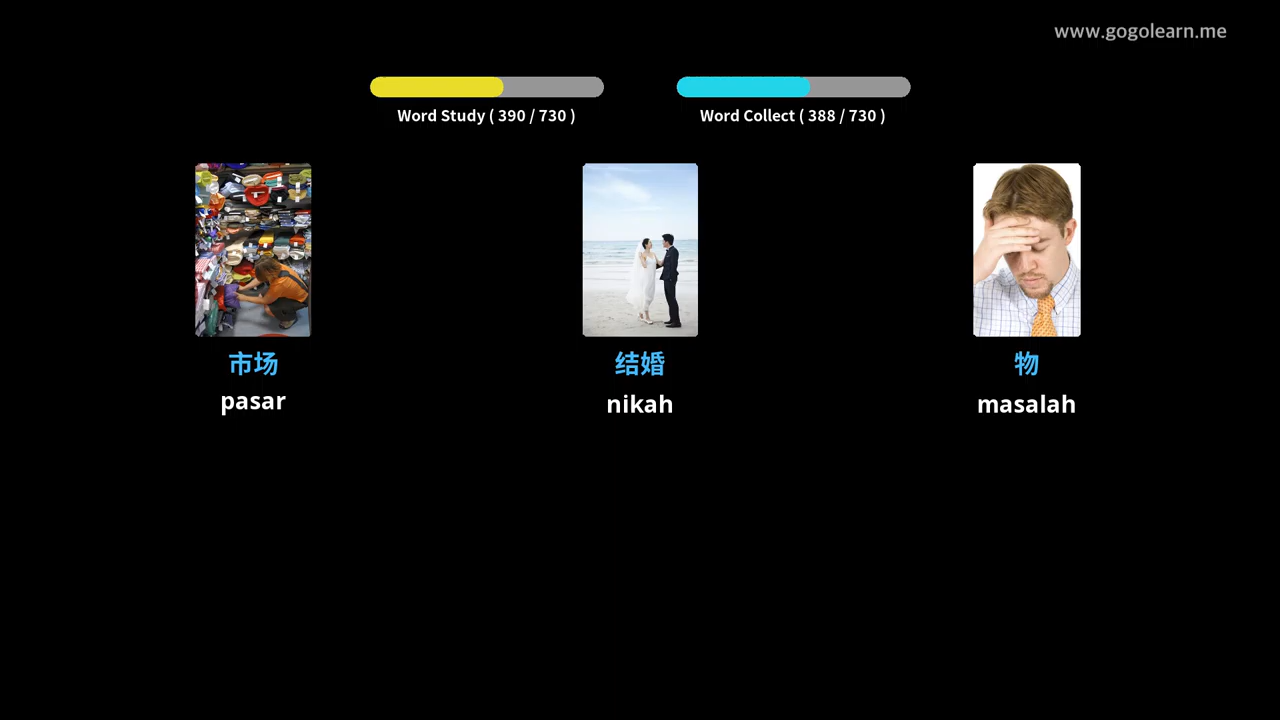 www.gogolearn.me
Word Study ( 390 / 730 )
Word Collect ( 388 / 730 )
市场
pasar
结婚
nikah
物
masalah